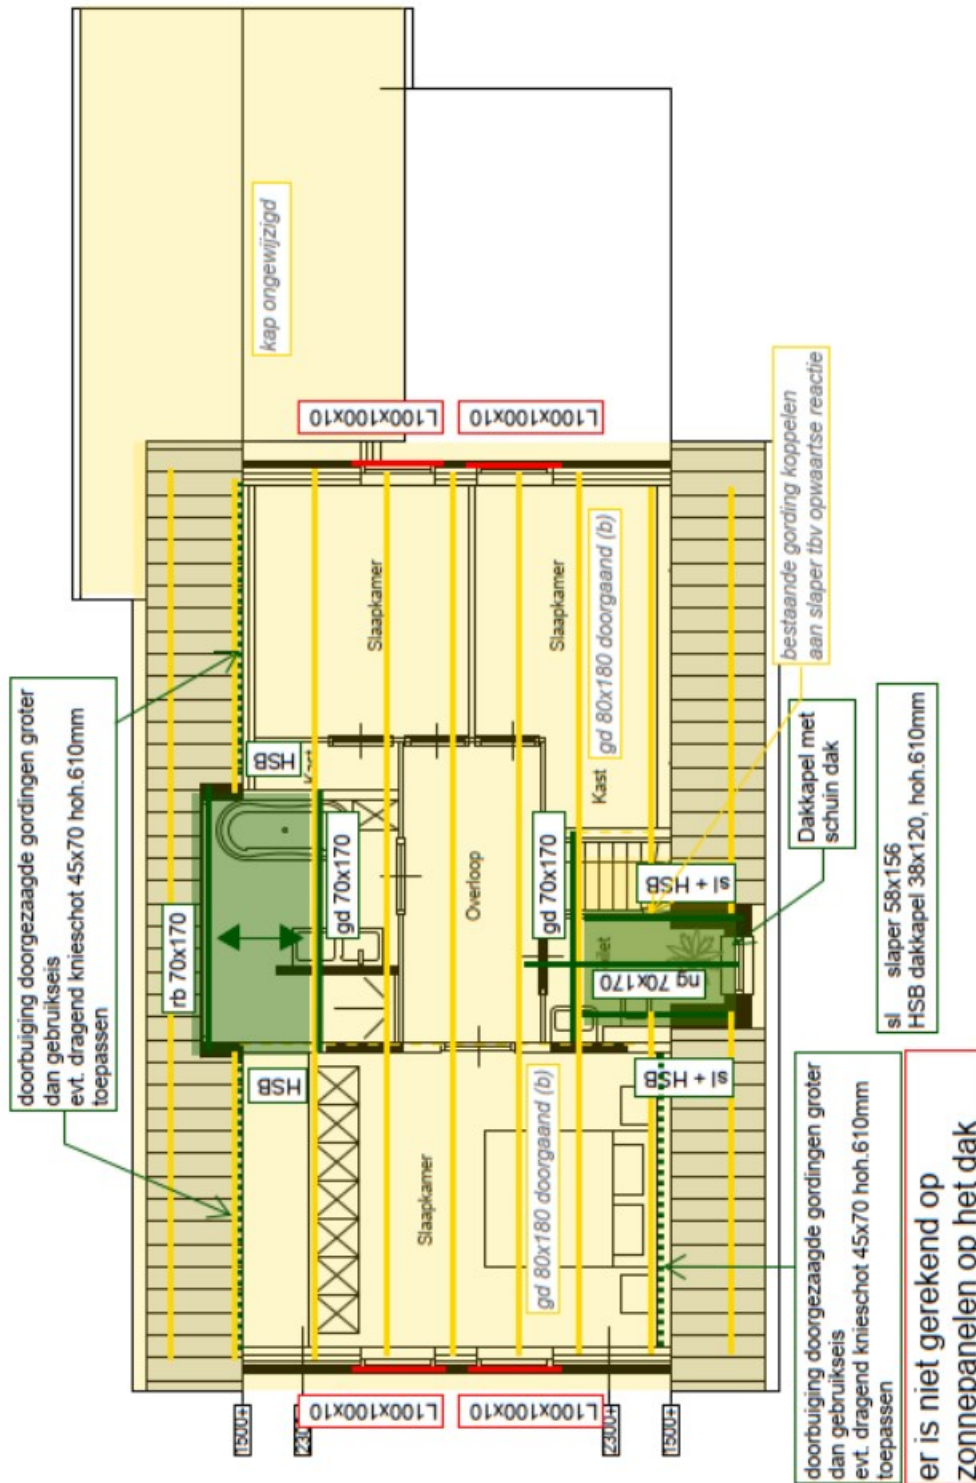 doorbuiging doorgezaagde gordingen groter
dan gebruikseis
evt. dragend knieschot 45x70 hoh.610mm
toepassen
kap ongewijzigd
L100x100x10
L100x100x10
rb 70x170
HSB
HSB
Kast
gd 70x170
Slaapkamer
Slaapkamer
gd 80x180 doorgaand (b)
Kast
Overloop
gd 70x170
sl + HSB
ng 70x170
sl + HSB
Slaapkamer
gd 80x180 doorgaand (b)
bestaande gording koppelen
aan slaper tbv opwaartse reactie
Dakkapel met
schuin dak
sl slaper 58x156
HSB dakkapel 38x120, hoh.610mm
L100x100x10
L100x100x10
1500+
2300+
1500+
doorbuiging doorgezaagde gordingen groter
dan gebruikseis
evt. dragend knieschot 45x70 hoh.610mm
toepassen
er is niet gerekend op
zonnepanelen op het dak